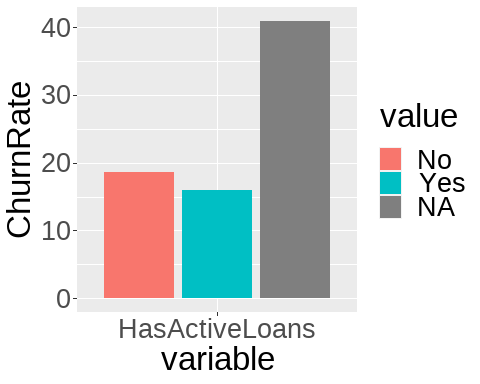 ChurnRate
40
30
20
10
0
HasActiveLoans
variable
value
No
Yes
NA